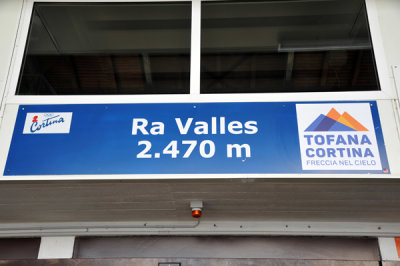 Cortina
Ra Valles
2.470 m
TOFANA
CORTINA
FRECCIA NEL CIELO